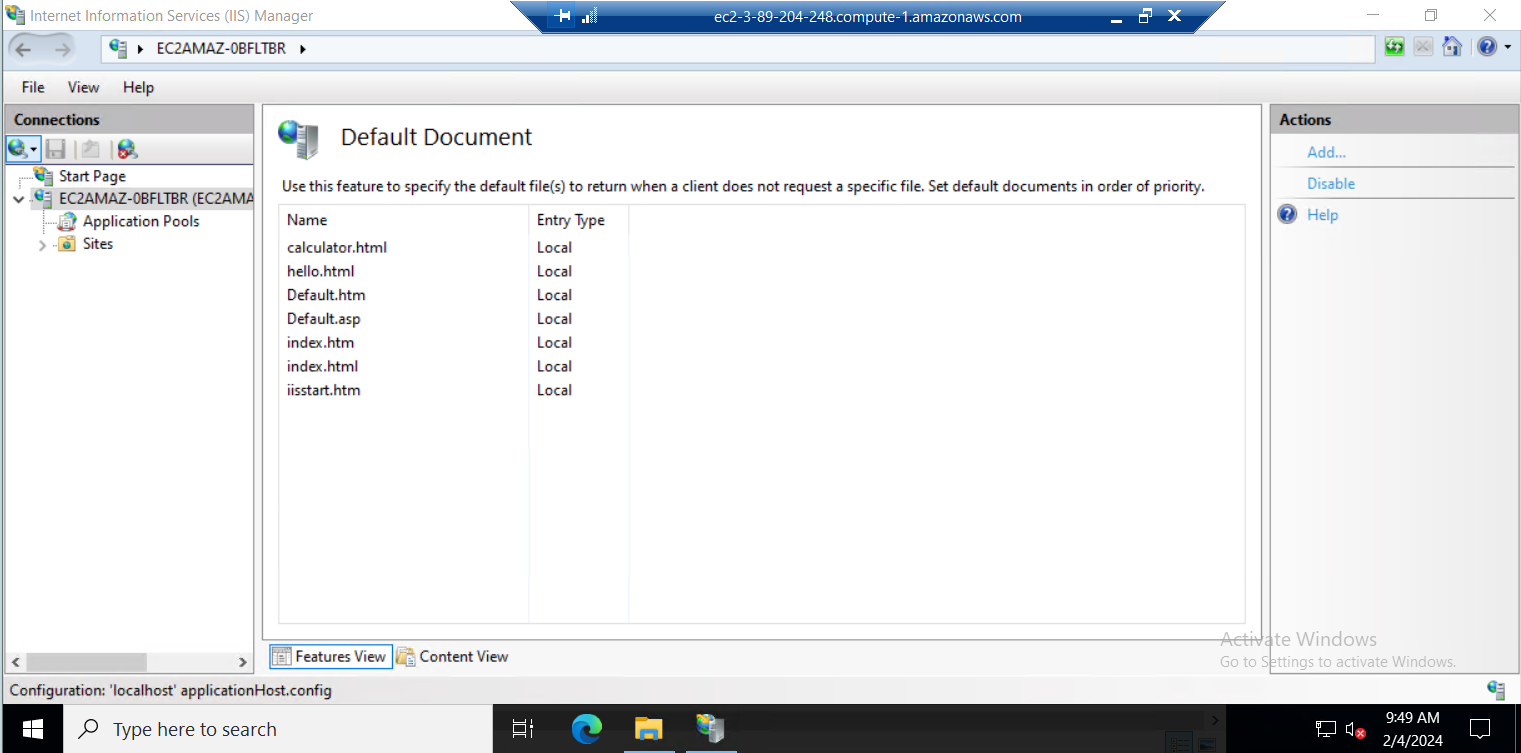 Internet Information Services (IIS) Manager
ec2-3-89-204-248.compute-1.amazonaws.com
EC2AMAZ-0BFLTBR
File View Help
Connections
Start Page
EC2AMAZ-0BFLTBR (EC2AMA
Application Pools
Sites
Default Document
Use this feature to specify the default file(s) to return when a client does not request a specific file. Set default documents in order of priority.
Name Entry Type
calculator.html Local
hello.html Local
Default.htm Local
Default.asp Local
index.htm Local
index.html Local
iisstart.htm Local
Features View Content View
Actions
Add...
Disable
Help
Activate Windows
Go to Settings to activate Windows.
Configuration: 'localhost' applicationHost.config
Type here to search
9:49 AM
2/4/2024